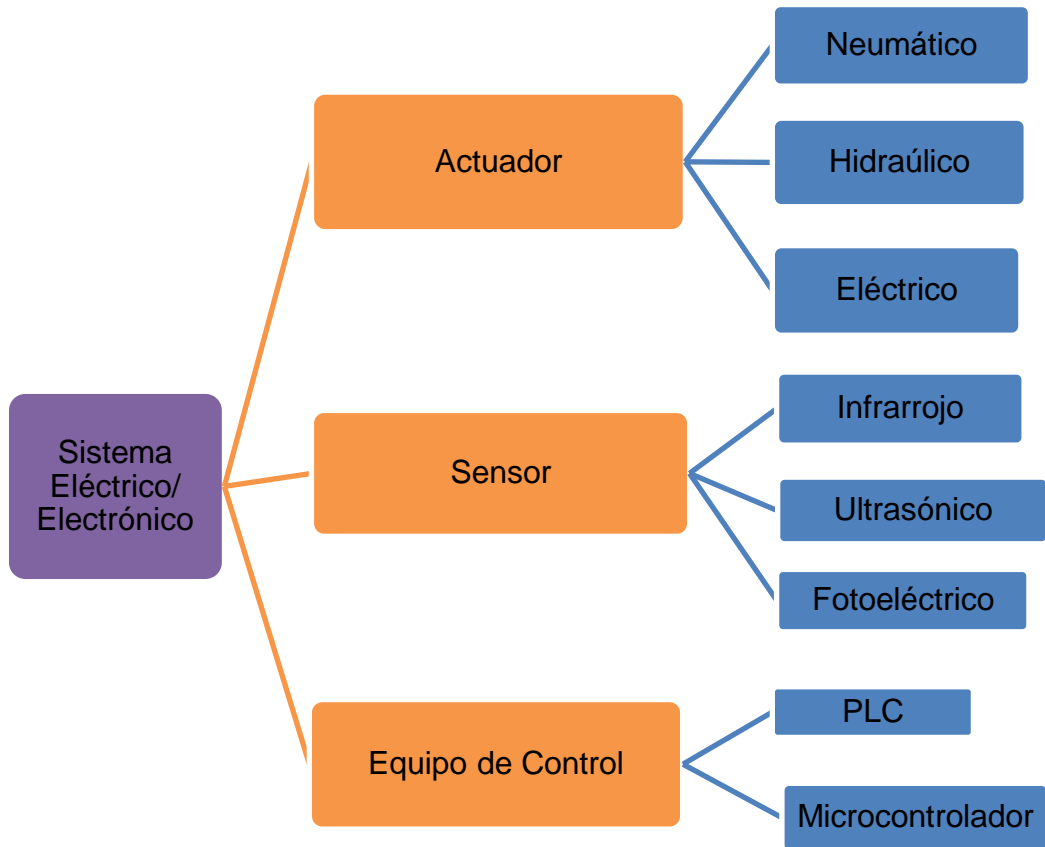 Sistema
Eléctrico/
Electrónico
Actuador
Neumático
Hidraúlico
Eléctrico
Sensor
Infrarrojo
Ultrasónico
Fotoeléctrico
Equipo de Control
PLC
Microcontrolador